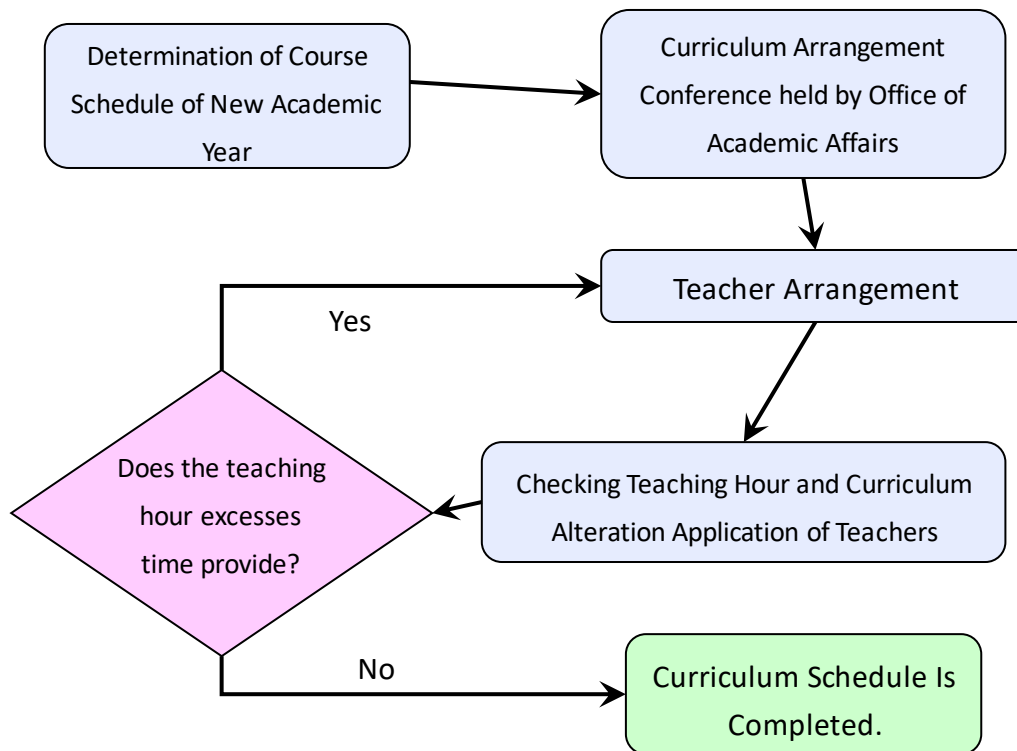 Determination of Course
Schedule of New Academic
Year
Curriculum Arrangement
Conference held by Office of
Academic Affairs
Teacher Arrangement
Yes
Checking Teaching Hour and Curriculum
Alteration Application of Teachers
Does the teaching
hour excesses
time provide?
No
Curriculum Schedule Is
Completed.